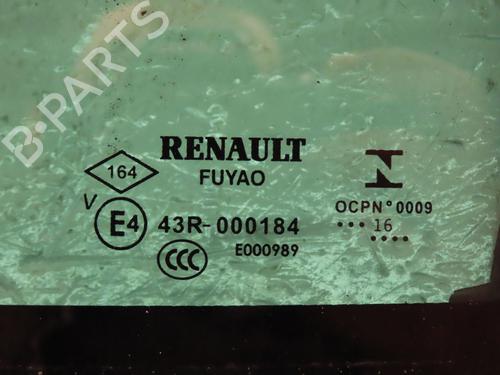 B-PARTS
RENAULT
164
FUYAO
V
E4
43R-000184
OCPN°0009
••• 16
••••
CCC
E000989